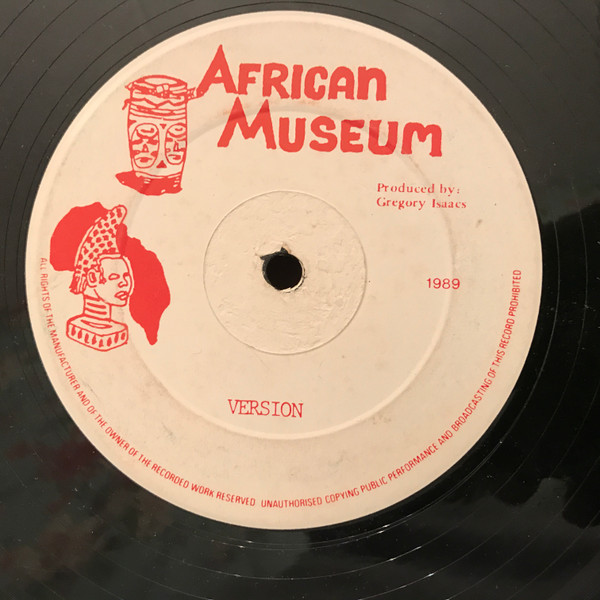 AFRICAN
MUSEUM
Produced by:
Gregory Isaacs
1989
VERSION
ALL RIGHTS OF THE MANUFACTURER AND OF THE OWNER OF THE RECORDED WORK RESERVED UNAUTHORISED COPYING PUBLIC PERFORMANCE AND BROADCASTING OF THIS RECORD PROHIBITED